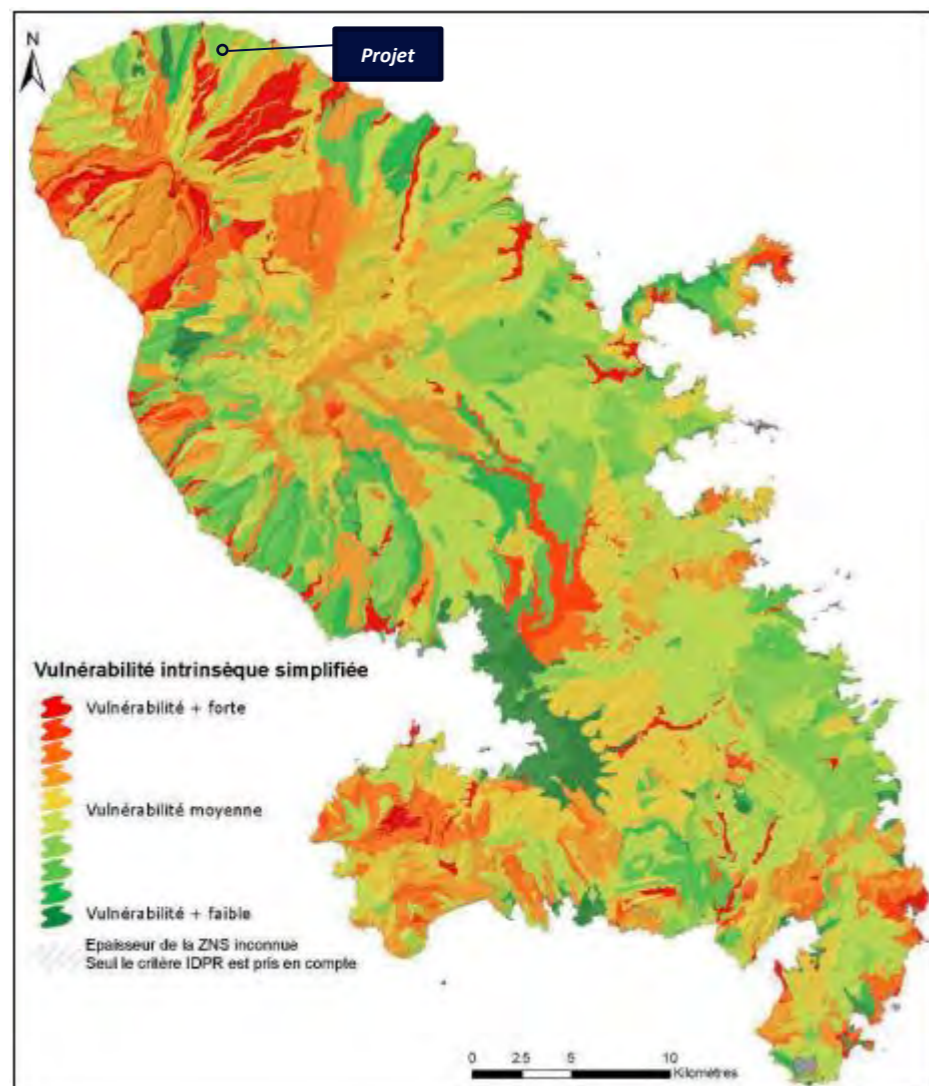 N
Projet
Vulnérabilité intrinsèque simplifiée
Vulnérabilité + forte
Vulnérabilité moyenne
Vulnérabilité + faible
Epaisseur de la ZNS inconnue
Seul le critère IDPR est pris en compte
0 2.5 5 10
Kilomètres